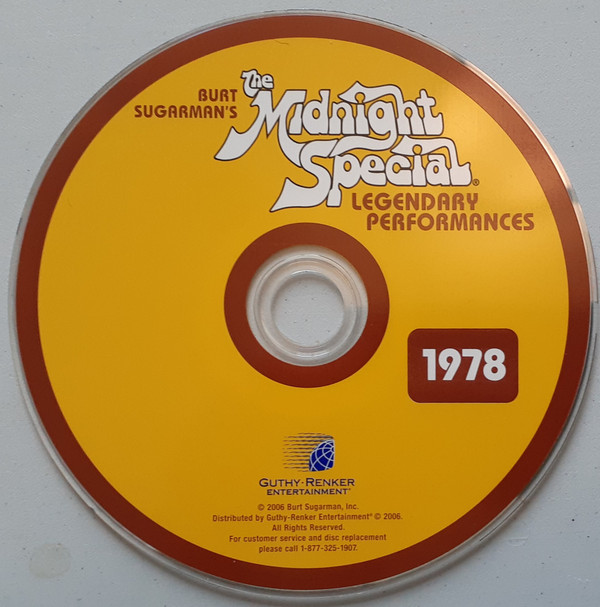 BURT
SUGARMAN'S
The
Midnight
Special®
LEGENDARY
PERFORMANCES
1978
GUTHY-RENKER
ENTERTAINMENT™
© 2006 Burt Sugarman, Inc.
Distributed by Guthy-Renker Entertainment® © 2006.
All Rights Reserved.
For customer service and disc replacement
please call 1-877-325-1907.